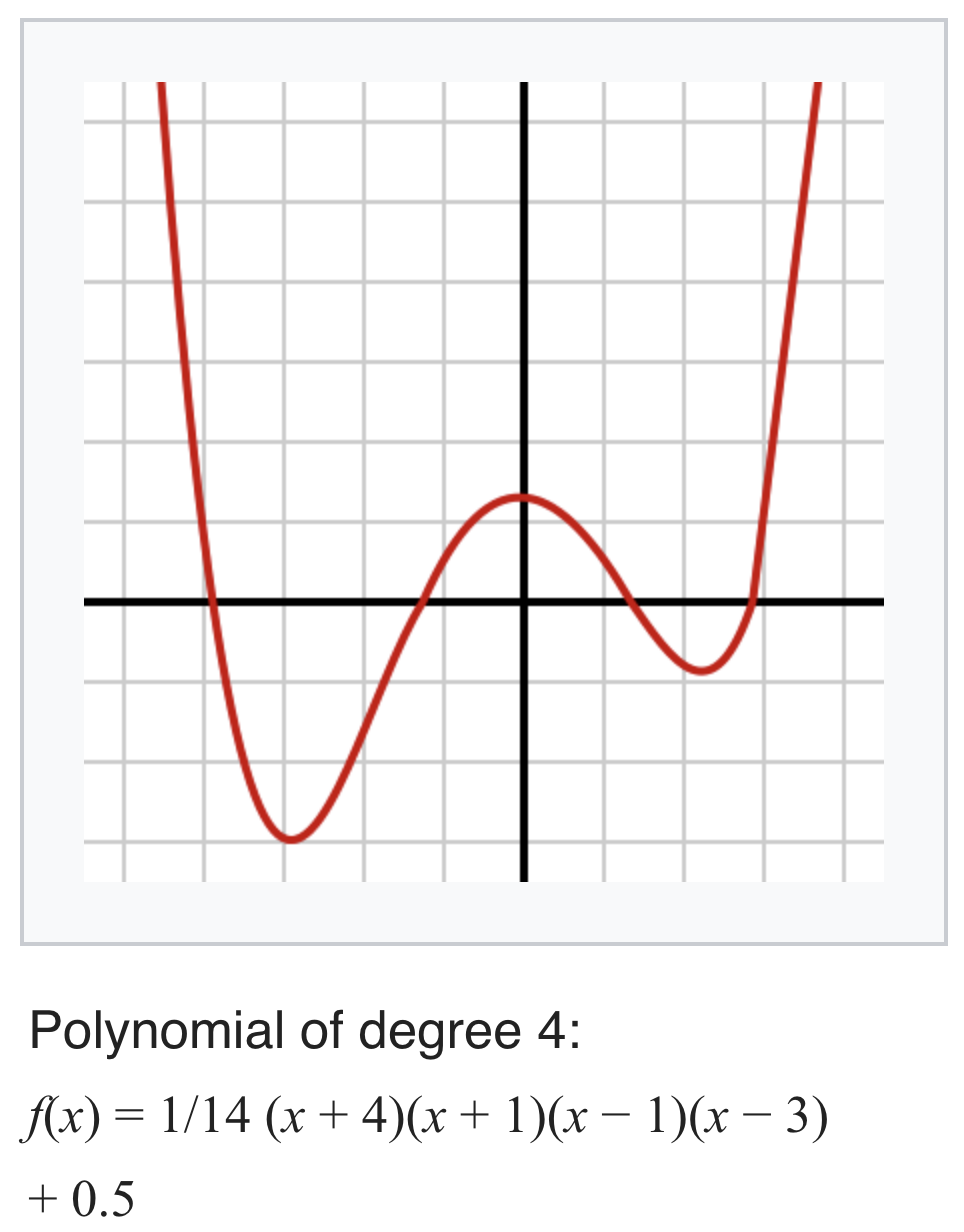 Polynomial of degree 4:
f(x) = 1/14 (x + 4)(x + 1)(x − 1)(x − 3)
+ 0.5